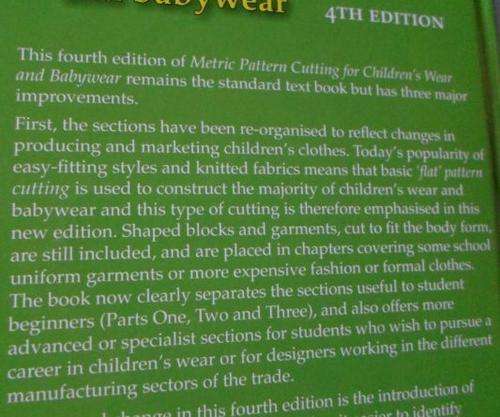 babywear
4TH EDITION
This fourth edition of Metric Pattern Cutting for Children's Wear
and Babywear remains the standard text book but has three major
improvements.
First, the sections have been re-organised to reflect changes in
producing and marketing children's clothes. Today's popularity of
easy-fitting styles and knitted fabrics means that basic 'flat' pattern
cutting is used to construct the majority of children's wear and
babywear and this type of cutting is therefore emphasised in this
new edition. Shaped blocks and garments, cut to fit the body form,
are still included, and are placed in chapters covering some school
uniform garments or more expensive fashion or formal clothes.
The book now clearly separates the sections useful to student
beginners (Parts One, Two and Three), and also offers more
advanced or specialist sections for students who wish to pursue a
career in children's wear or for designers working in the different
manufacturing sectors of the trade.
change in this fourth edition is the introduction of
easier to identify